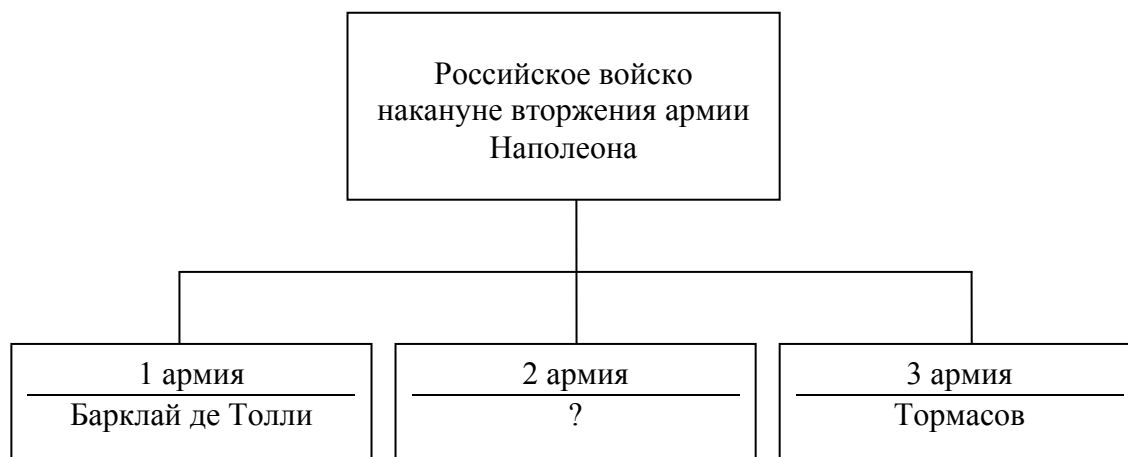 Российское войско
накануне вторжения армии
Наполеона
1 армия
Барклай де Толли
2 армия
?
3 армия
Тормасов